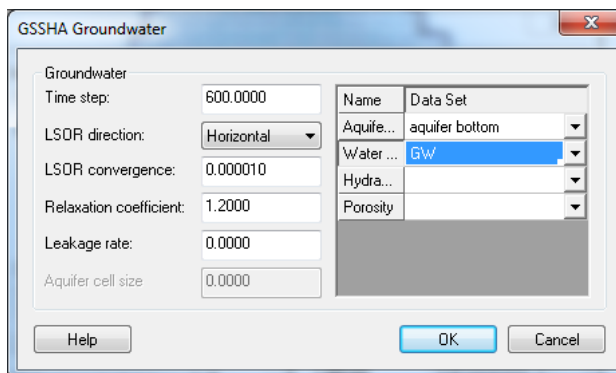 GSSHA Groundwater
Groundwater
Time step: 600.0000
LSOR direction: Horizontal
LSOR convergence: 0.000010
Relaxation coefficient: 1.2000
Leakage rate: 0.0000
Aquifer cell size 0.0000
Name Data Set
Aquife... aquifer bottom
Water ... GW
Hydra...
Porosity
Help OK Cancel